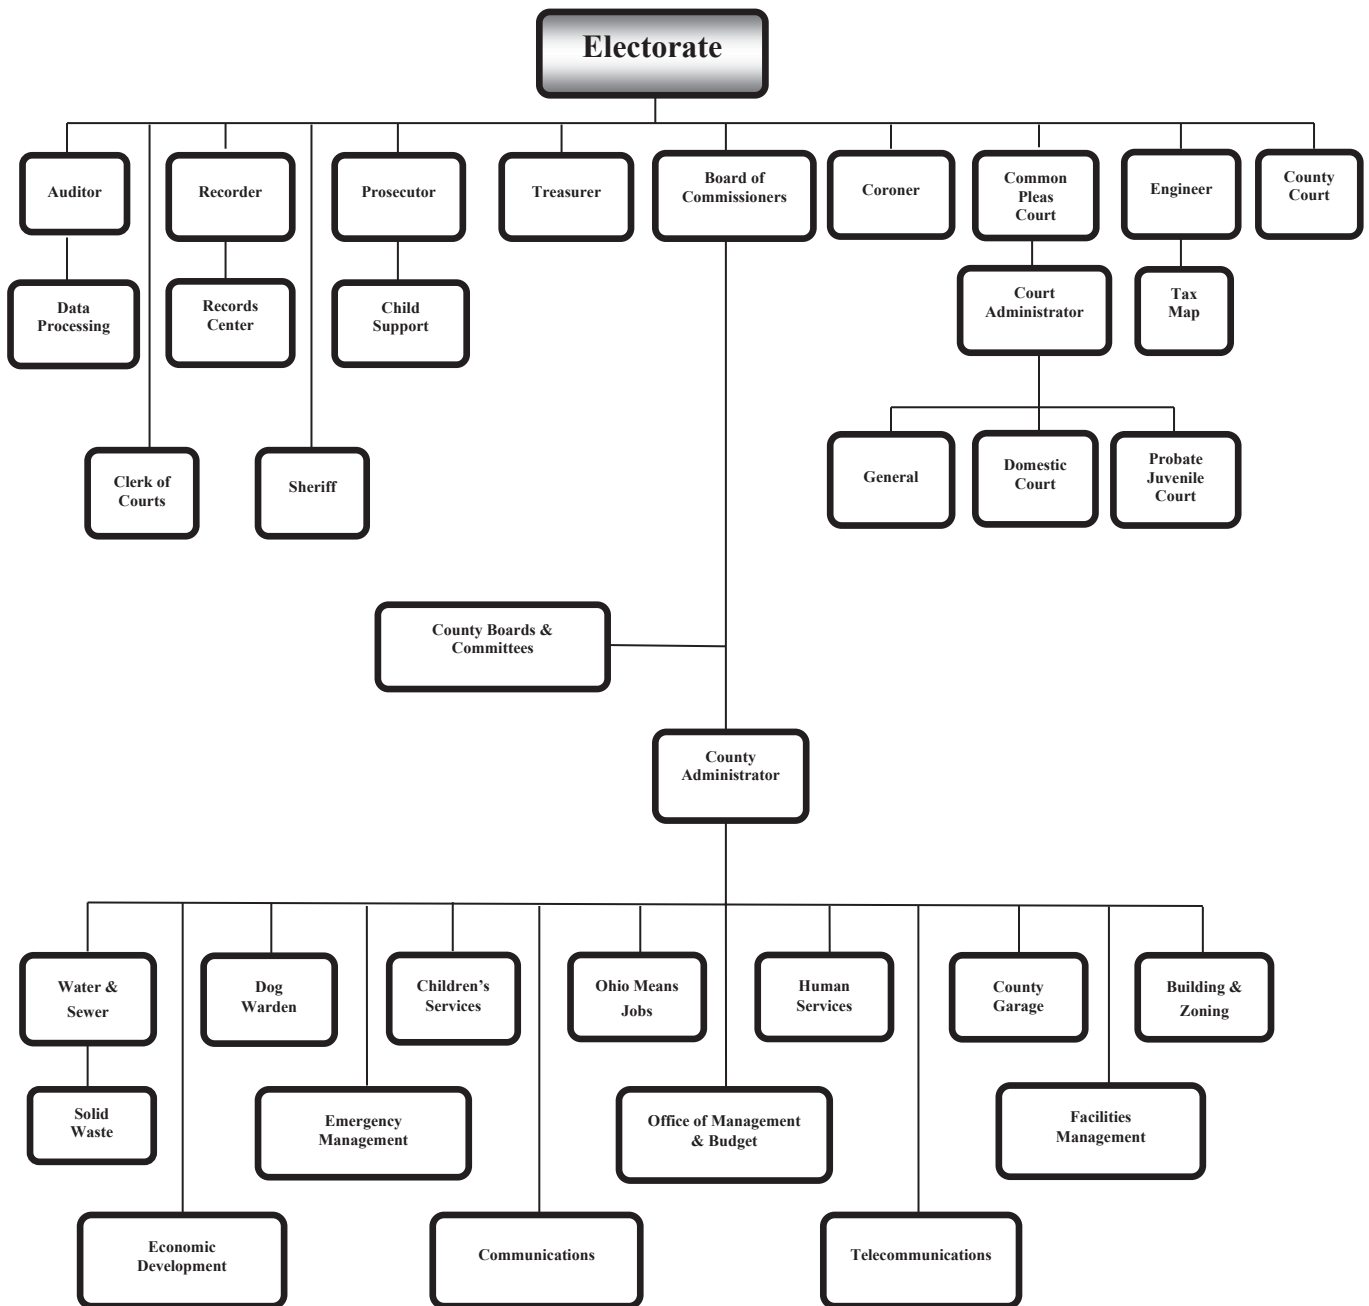 Electorate
Auditor
Recorder
Prosecutor
Treasurer
Board of
Commissioners
Coroner
Common
Pleas
Court
Engineer
County
Court
Data
Processing
Records
Center
Child
Support
Court
Administrator
Tax
Map
Clerk of
Courts
Sheriff
General
Domestic
Court
Probate
Juvenile
Court
County Boards &
Committees
County
Administrator
Water &
Sewer
Dog
Warden
Children’s
Services
Ohio Means
Jobs
Human
Services
County
Garage
Building &
Zoning
Solid
Waste
Emergency
Management
Office of Management
& Budget
Facilities
Management
Economic
Development
Communications
Telecommunications